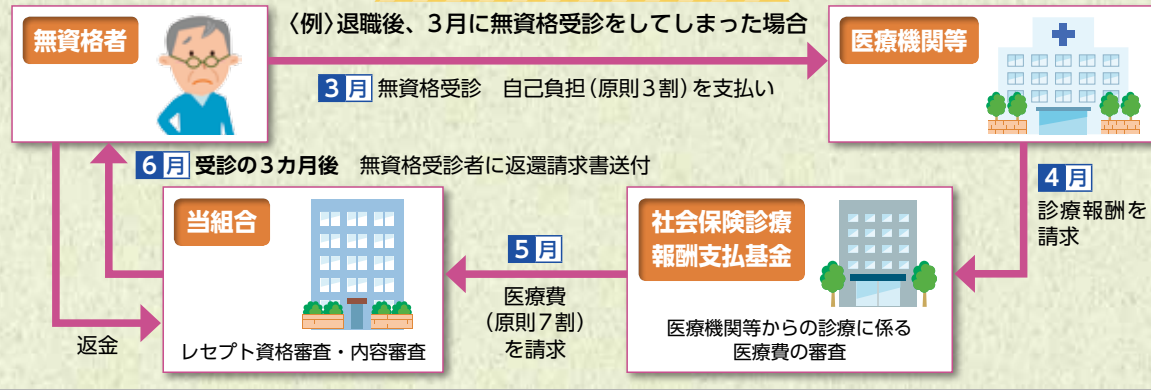 〈例〉退職後、3月に無資格受診をしてしまった場合
無資格者
医療機関等
3月 無資格受診 自己負担(原則3割)を支払い
6月 受診の3カ月後 無資格受診者に返還請求書送付
4月
診療報酬を
請求
当組合
社会保険診療
報酬支払基金
5月
医療費
(原則7割)
を請求
返金
レセプト資格審査・内容審査
医療機関等からの診療に係る
医療費の審査